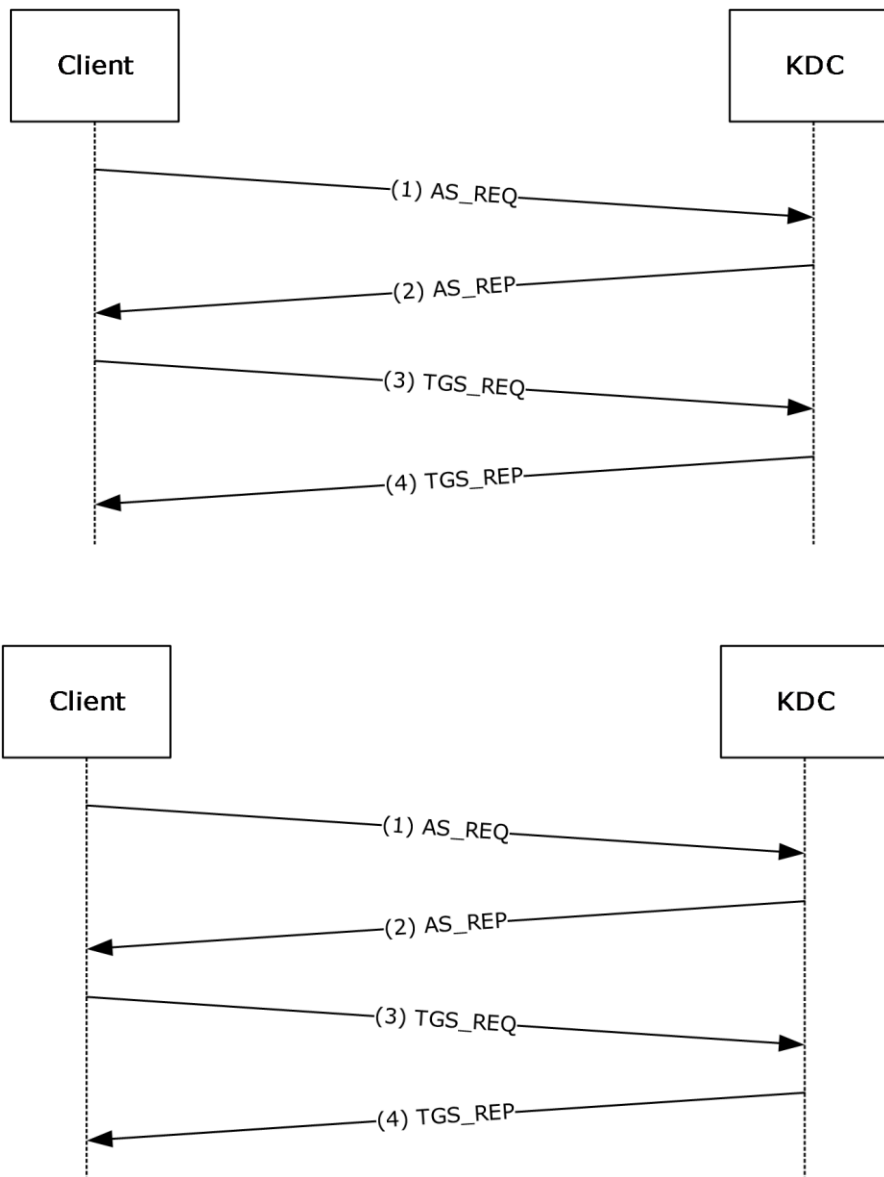 Client
KDC
(1) AS_REQ
(2) AS_REP
(3) TGS_REQ
(4) TGS_REP
Client
KDC
(1) AS_REQ
(2) AS_REP
(3) TGS_REQ
(4) TGS_REP